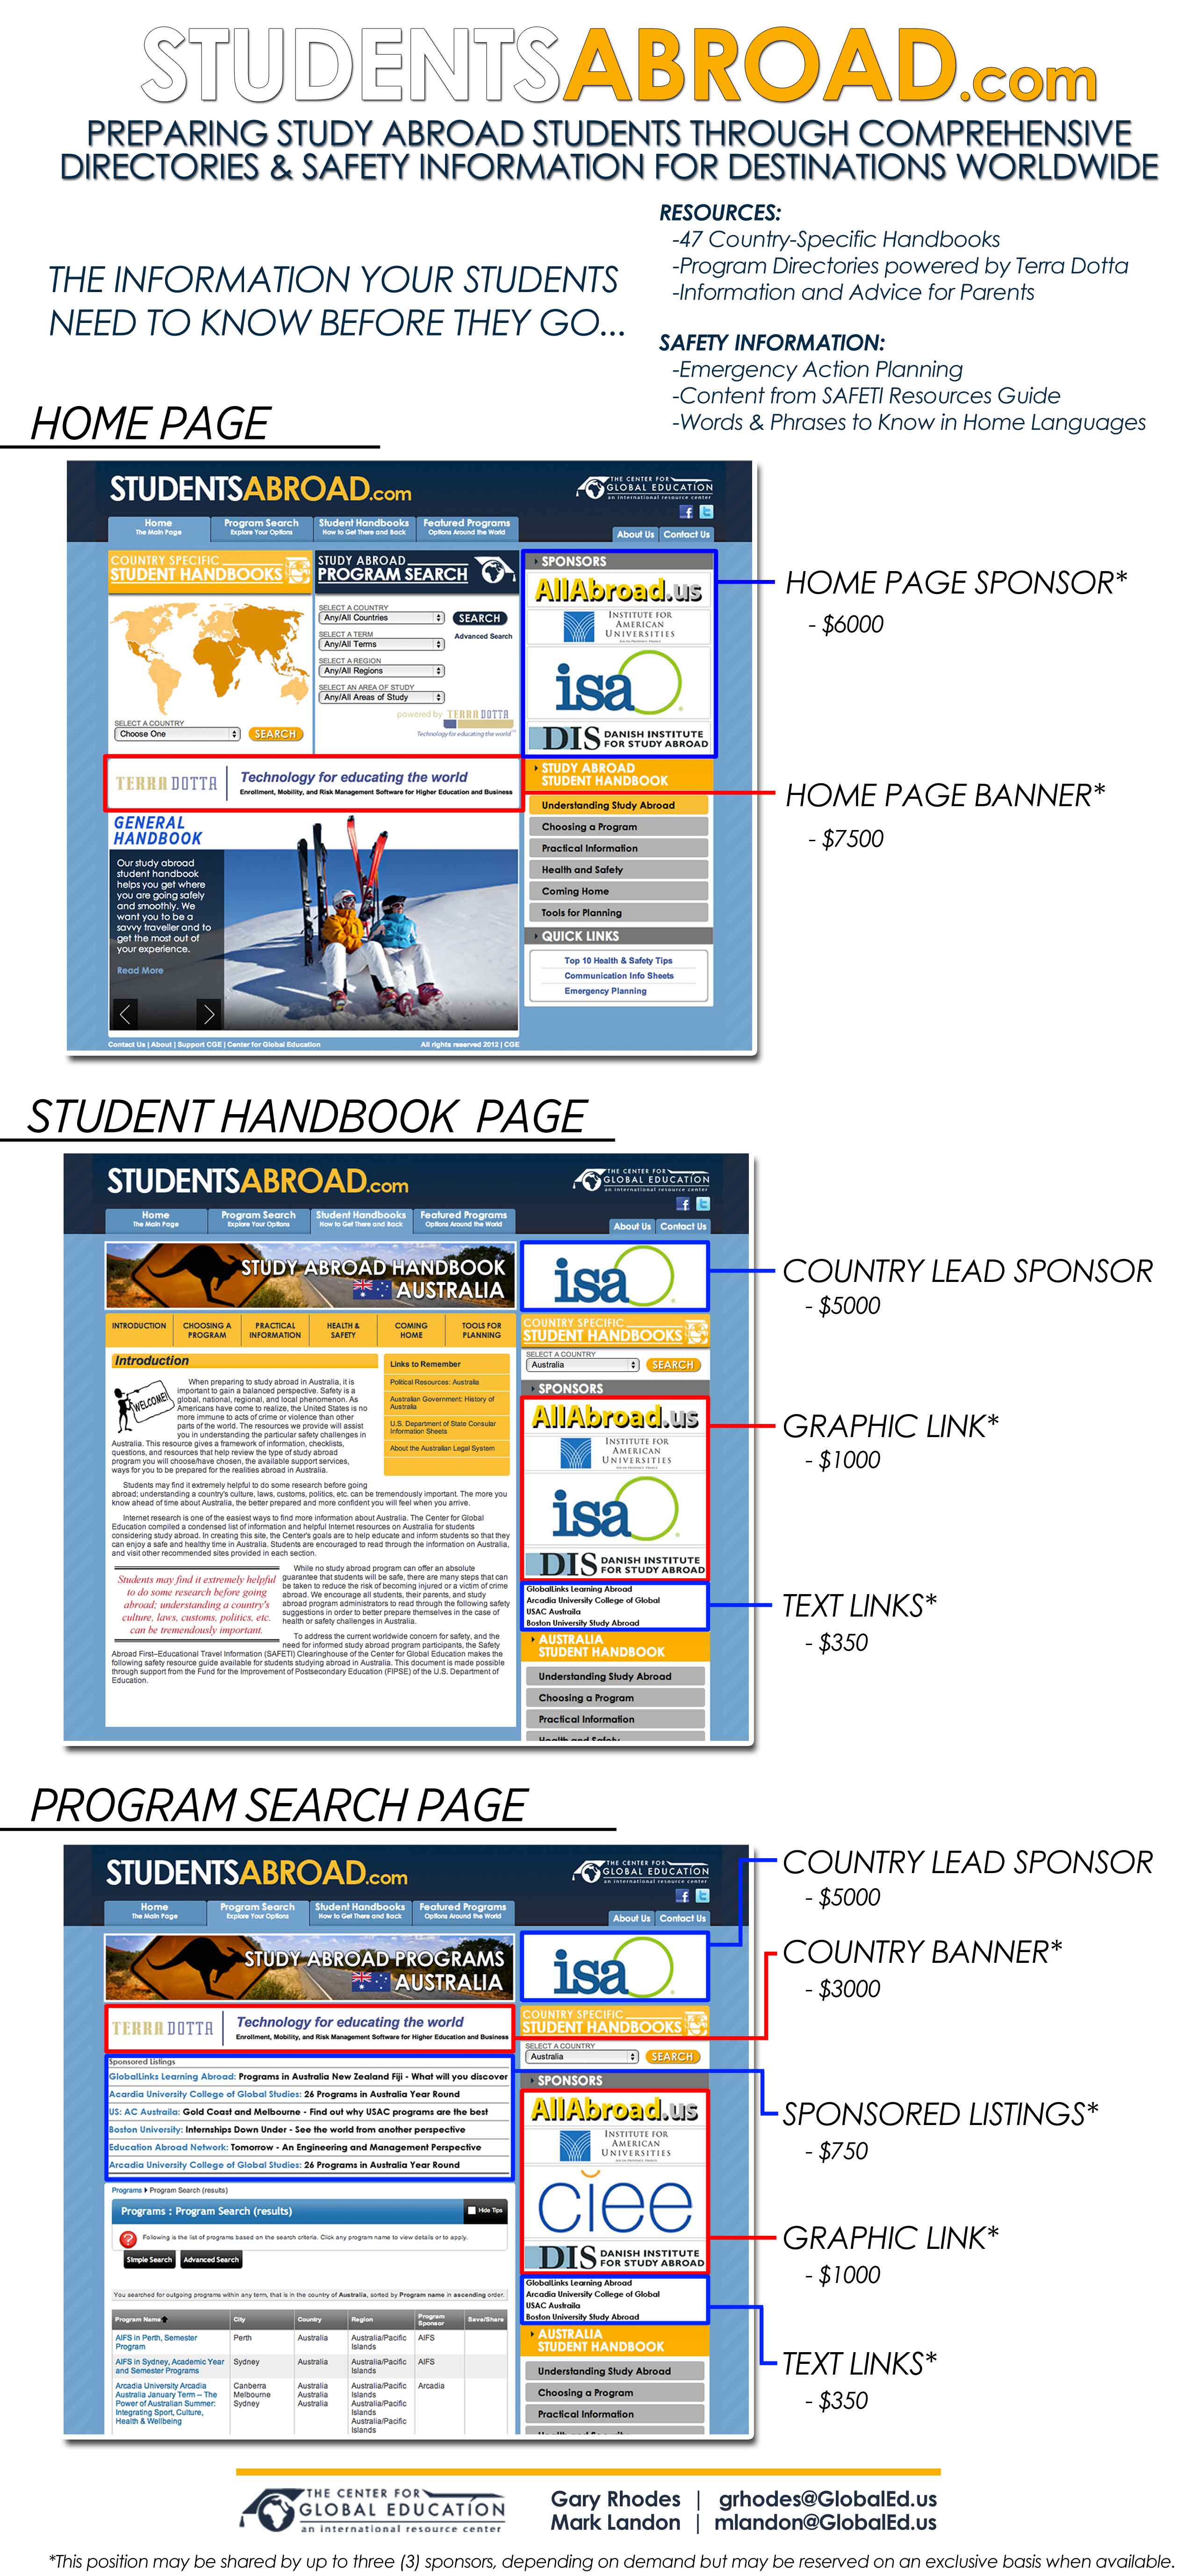 STUDENTSABROAD.com
PREPARING STUDY ABROAD STUDENTS THROUGH COMPREHENSIVE
DIRECTORIES & SAFETY INFORMATION FOR DESTINATIONS WORLDWIDE
THE INFORMATION YOUR STUDENTS
NEED TO KNOW BEFORE THEY GO...
RESOURCES:
-47 Country-Specific Handbooks
-Program Directories powered by Terra Dotta
-Information and Advice for Parents
SAFETY INFORMATION:
-Emergency Action Planning
-Content from SAFETI Resources Guide
-Words & Phrases to Know in Home Languages
HOME PAGE
STUDENTSABROAD.com
THE CENTER FOR
GLOBAL EDUCATION
an international resource center
Home
The Main Page
Program Search
Explore Your Options
Student Handbooks
How to Get There and Back
Featured Programs
Options Around the World
About Us
Contact Us
COUNTRY SPECIFIC
STUDENT HANDBOOKS
SELECT A COUNTRY
Choose One
SEARCH
STUDY ABROAD
PROGRAM SEARCH
SELECT A COUNTRY
Any/All Countries
SEARCH
SELECT A TERM
Any/All Terms
Advanced Search
SELECT A REGION
Any/All Regions
SELECT AN AREA OF STUDY
Any/All Areas of Study
powered by TERRA DOTTA
Technology for educating the world
SPONSORS
AllAbroad.us
INSTITUTE FOR
AMERICAN
UNIVERSITIES
isa
DIS DANISH INSTITUTE
FOR STUDY ABROAD
HOME PAGE SPONSOR*
- $6000
TERRA DOTTA
Technology for educating the world
Enrollment, Mobility, and Risk Management Software for Higher Education and Business
HOME PAGE BANNER*
- $7500
STUDY ABROAD
STUDENT HANDBOOK
Understanding Study Abroad
Choosing a Program
Practical Information
Health and Safety
Coming Home
Tools for Planning
QUICK LINKS
Top 10 Health & Safety Tips
Communication Info Sheets
Emergency Planning
GENERAL
HANDBOOK
Our study abroad
student handbook
helps you get where
you are going safely
and smoothly. We
want you to be a
savvy traveller and to
get the most out of
your experience.
Read More
Contact Us | About | Support CGE | Center for Global Education
All rights reserved 2012 | CGE
STUDENT HANDBOOK PAGE
STUDENTSABROAD.com
THE CENTER FOR
GLOBAL EDUCATION
an international resource center
Home
The Main Page
Program Search
Explore Your Options
Student Handbooks
How to Get There and Back
Featured Programs
Options Around the World
About Us
Contact Us
STUDY ABROAD HANDBOOK
AUSTRALIA
isa
COUNTRY LEAD SPONSOR
- $5000
INTRODUCTION
CHOOSING A
PROGRAM
PRACTICAL
INFORMATION
HEALTH &
SAFETY
COMING
HOME
TOOLS FOR
PLANNING
Introduction
WELCOME!
When preparing to study abroad in Australia, it is
important to gain a balanced perspective. Safety is a
global, national, regional, and local phenomenon. As
Americans have come to realize, the United States is no
more immune to acts of crime or violence than other
parts of the world. The resources we provide will assist
you in understanding the particular safety challenges in
Australia. This resource gives a framework of information, checklists,
questions, and resources that help review the type of study abroad
program you will choose/have chosen, the available support services,
ways for you to be prepared for the realities abroad in Australia.
Links to Remember
Political Resources: Australia
Australian Government: History of
Australia
U.S. Department of State Consular
Information Sheets
About the Australian Legal System
Students may find it extremely helpful to do some research before going
abroad; understanding a country's culture, laws, customs, politics, etc. can be tremendously important. The more you
know ahead of time about Australia, the better prepared and more confident you will feel when you arrive.
Internet research is one of the easiest ways to find more information about Australia. The Center for Global
Education compiled a condensed list of information and helpful Internet resources on Australia for students
considering study abroad. In creating this site, the Center's goals are to help educate and inform students so that they
can enjoy a safe and healthy time in Australia. Students are encouraged to read through the information on Australia,
and visit other recommended sites provided in each section.
Students may find it extremely helpful
to do some research before going
abroad; understanding a country's
culture, laws, customs, politics, etc.
can be tremendously important.
While no study abroad program can offer an absolute
guarantee that students will be safe, there are many steps that can
be taken to reduce the risk of becoming injured or a victim of crime
abroad. We encourage all students, their parents, and study
abroad program administrators to read through the following safety
suggestions in order to better prepare themselves in the case of
health or safety challenges in Australia.
To address the current worldwide concern for safety, and the
need for informed study abroad program participants, the Safety
Abroad First–Educational Travel Information (SAFETI) Clearinghouse of the Center for Global Education makes the
following safety resource guide available for students studying abroad in Australia. This document is made possible
through support from the Fund for the Improvement of Postsecondary Education (FIPSE) of the U.S. Department of
Education.
COUNTRY SPECIFIC
STUDENT HANDBOOKS
SELECT A COUNTRY
Australia
SEARCH
SPONSORS
AllAbroad.us
INSTITUTE FOR
AMERICAN
UNIVERSITIES
isa
DIS DANISH INSTITUTE
FOR STUDY ABROAD
GRAPHIC LINK*
- $1000
GlobalLinks Learning Abroad
Arcadia University College of Global
USAC Austraila
Boston University Study Abroad
TEXT LINKS*
- $350
AUSTRALIA
STUDENT HANDBOOK
Understanding Study Abroad
Choosing a Program
Practical Information
Health and Safety
PROGRAM SEARCH PAGE
STUDENTSABROAD.com
THE CENTER FOR
GLOBAL EDUCATION
an international resource center
Home
The Main Page
Program Search
Explore Your Options
Student Handbooks
How to Get There and Back
Featured Programs
Options Around the World
About Us
Contact Us
COUNTRY LEAD SPONSOR
- $5000
STUDY ABROAD PROGRAMS
AUSTRALIA
isa
COUNTRY BANNER*
- $3000
TERRA DOTTA
Technology for educating the world
Enrollment, Mobility, and Risk Management Software for Higher Education and Business
COUNTRY SPECIFIC
STUDENT HANDBOOKS
SELECT A COUNTRY
Australia
SEARCH
Sponsored Listings
GlobalLinks Learning Abroad: Programs in Australia New Zealand Fiji - What will you discover
Acardia University College of Global Studies: 26 Programs in Australia Year Round
US: AC Austraila: Gold Coast and Melbourne - Find out why USAC programs are the best
Boston University: Internships Down Under - See the world from another perspective
Education Abroad Network: Tomorrow - An Engineering and Management Perspective
Arcadia University College of Global Studies: 26 Programs in Australia Year Round
SPONSORED LISTINGS*
- $750
SPONSORS
AllAbroad.us
INSTITUTE FOR
AMERICAN
UNIVERSITIES
ciee
DIS DANISH INSTITUTE
FOR STUDY ABROAD
GRAPHIC LINK*
- $1000
Programs Program Search (results)
Programs : Program Search (results)
Hide Tips
Following is the list of programs based on the search criteria. Click any program name to view details or to apply.
Simple Search
Advanced Search
You searched for outgoing programs within any term, that is in the country of Australia, sorted by Program name in ascending order.
Program Name City Country Region Program Sponsor Save/Share
AIFS in Perth, Semester Perth Australia Australia/Pacific AIFS
Program Islands
AIFS in Sydney, Academic Year Sydney Australia Australia/Pacific AIFS
and Semester Programs Islands
Arcadia University Arcadia Canberra Australia Australia/Pacific Arcadia
Australia January Term – The Melbourne Australia Islands
Power of Australian Summer: Sydney Australia Australia/Pacific
Integrating Sport, Culture, Islands
Health & Wellbeing Australia/Pacific
Islands
GlobalLinks Learning Abroad
Arcadia University College of Global
USAC Austraila
Boston University Study Abroad
TEXT LINKS*
- $350
AUSTRALIA
STUDENT HANDBOOK
Understanding Study Abroad
Choosing a Program
Practical Information
THE CENTER FOR
GLOBAL EDUCATION
an international resource center
Gary Rhodes | grhodes@GlobalEd.us
Mark Landon | mlandon@GlobalEd.us
*This position may be shared by up to three (3) sponsors, depending on demand but may be reserved on an exclusive basis when available.